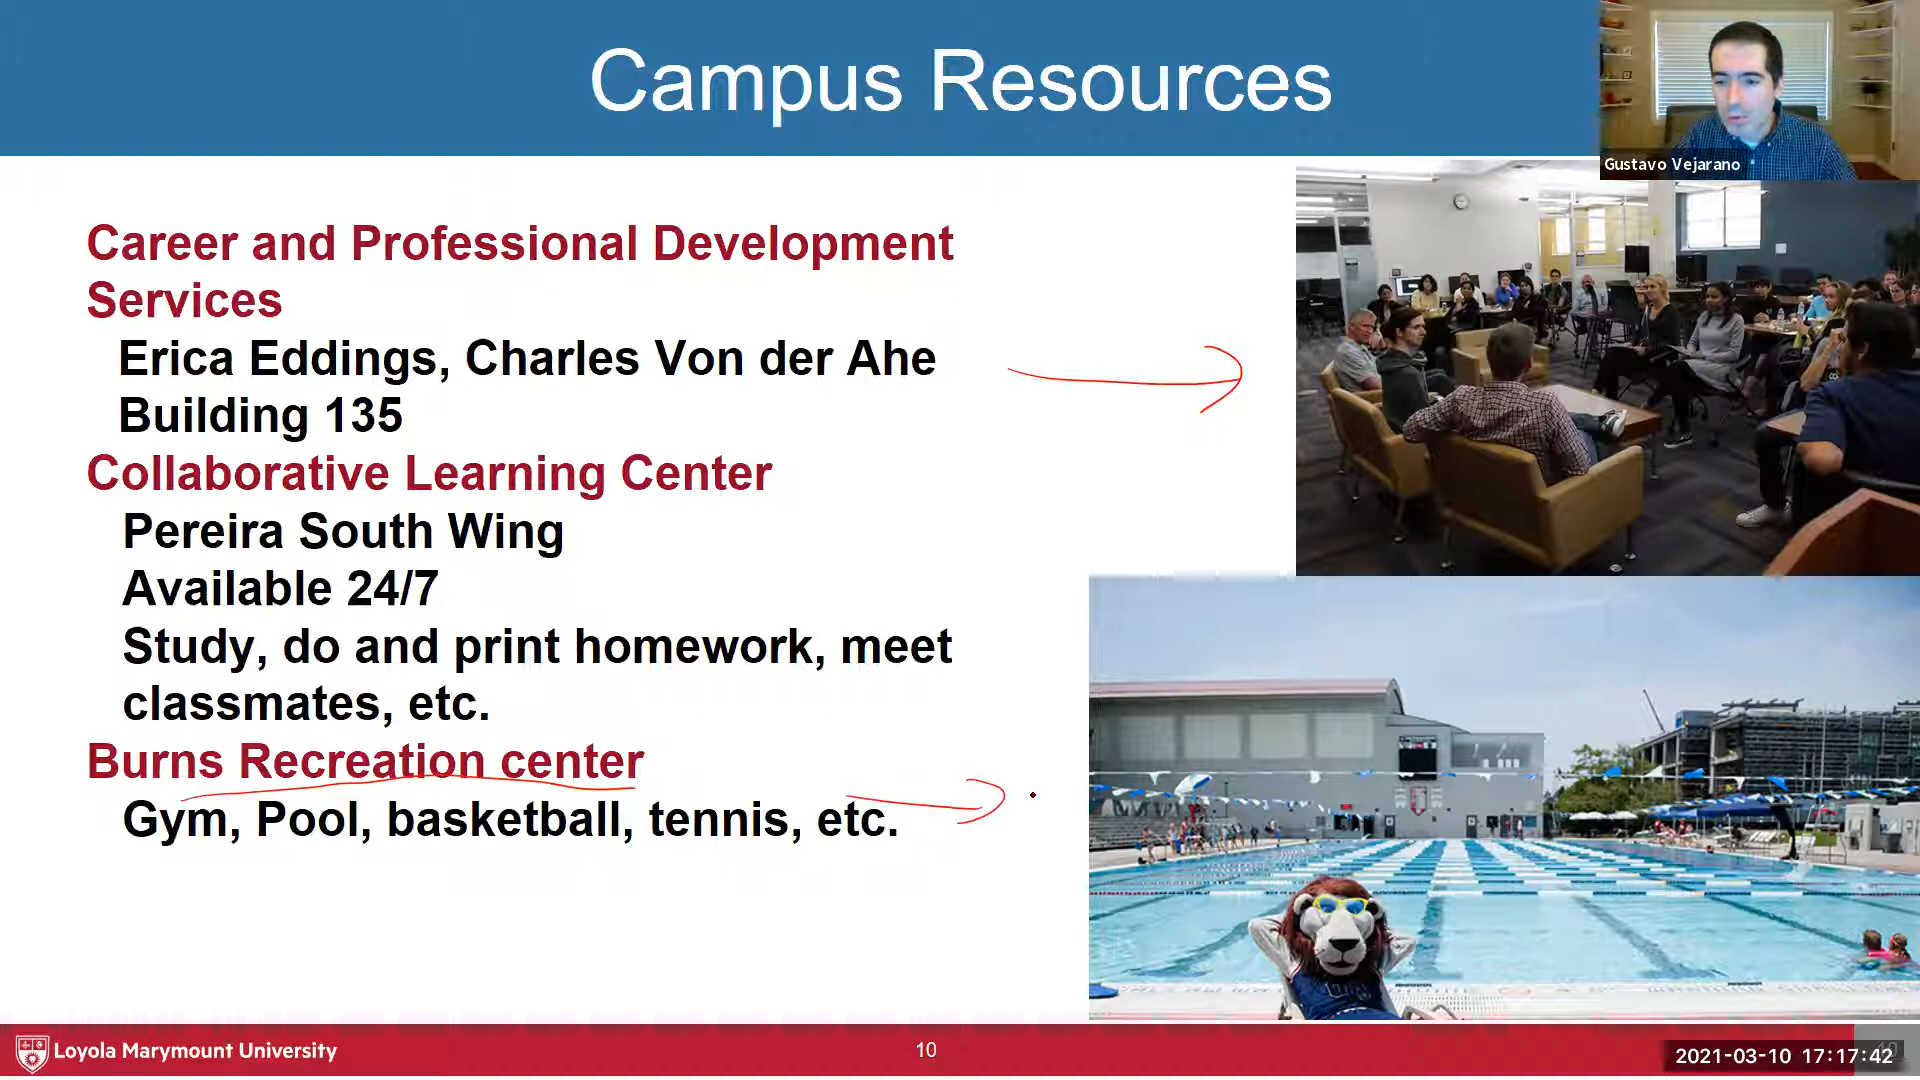 Campus Resources
Gustavo Vejarano
Career and Professional Development
Services
Erica Eddings, Charles Von der Ahe
Building 135
Collaborative Learning Center
Pereira South Wing
Available 24/7
Study, do and print homework, meet
classmates, etc.
Burns Recreation center
Gym, Pool, basketball, tennis, etc.
Loyola Marymount University
10
2021-03-10 17:17:42